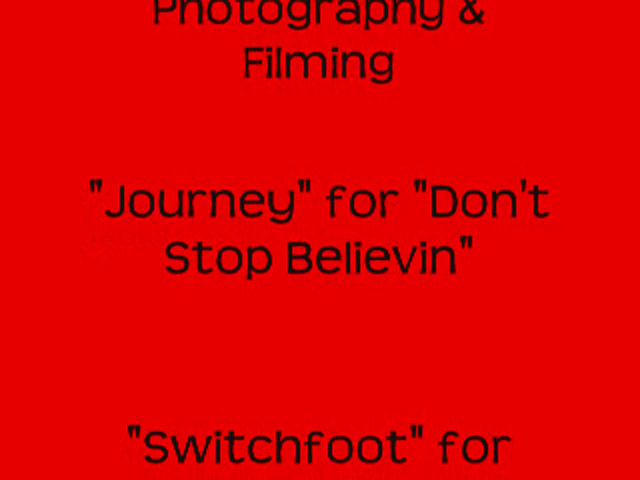 Photography &
Filming
"Journey" for "Don't
Stop Believin"
"Switchfoot" for